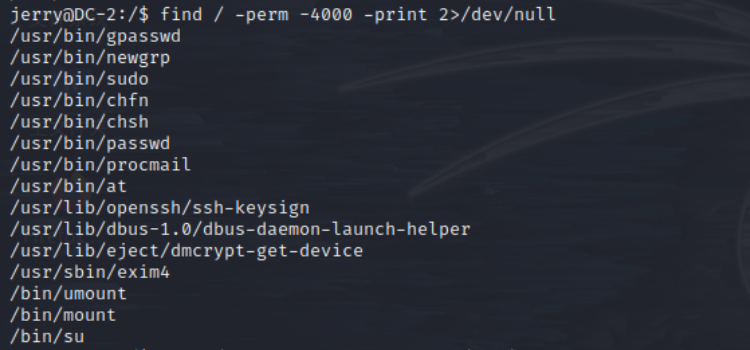 jerry@DC-2:/$ find / -perm -4000 -print 2>/dev/null
/usr/bin/gpasswd
/usr/bin/newgrp
/usr/bin/sudo
/usr/bin/chfn
/usr/bin/chsh
/usr/bin/passwd
/usr/bin/procmail
/usr/bin/at
/usr/lib/openssh/ssh-keysign
/usr/lib/dbus-1.0/dbus-daemon-launch-helper
/usr/lib/eject/dmcrypt-get-device
/usr/sbin/exim4
/bin/umount
/bin/mount
/bin/su